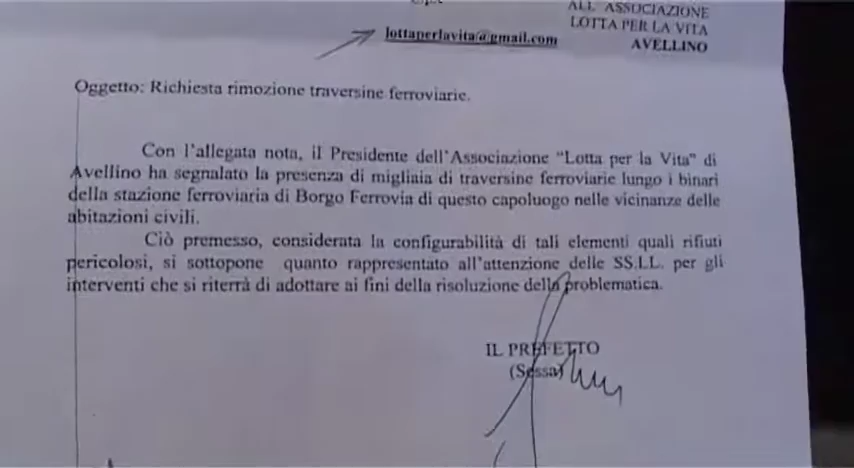 ALL' ASSOCIAZIONE
LOTTA PER LA VITA
lottaperlavita@gmail.com
AVELLINO
Oggetto: Richiesta rimozione traversine ferroviarie.
Con l'allegata nota, il Presidente dell'Associazione "Lotta per la Vita" di
Avellino ha segnalato la presenza di migliaia di traversine ferroviarie lungo i binari
della stazione ferroviaria di Borgo Ferrovia di questo capoluogo nelle vicinanze delle
abitazioni civili.
Ciò premesso, considerata la configurabilità di tali elementi quali rifiuti
pericolosi, si sottopone quanto rappresentato all'attenzione delle SS.LL. per gli
interventi che si riterrà di adottare ai fini della risoluzione della problematica.
IL PREFETTO
(Sessa)